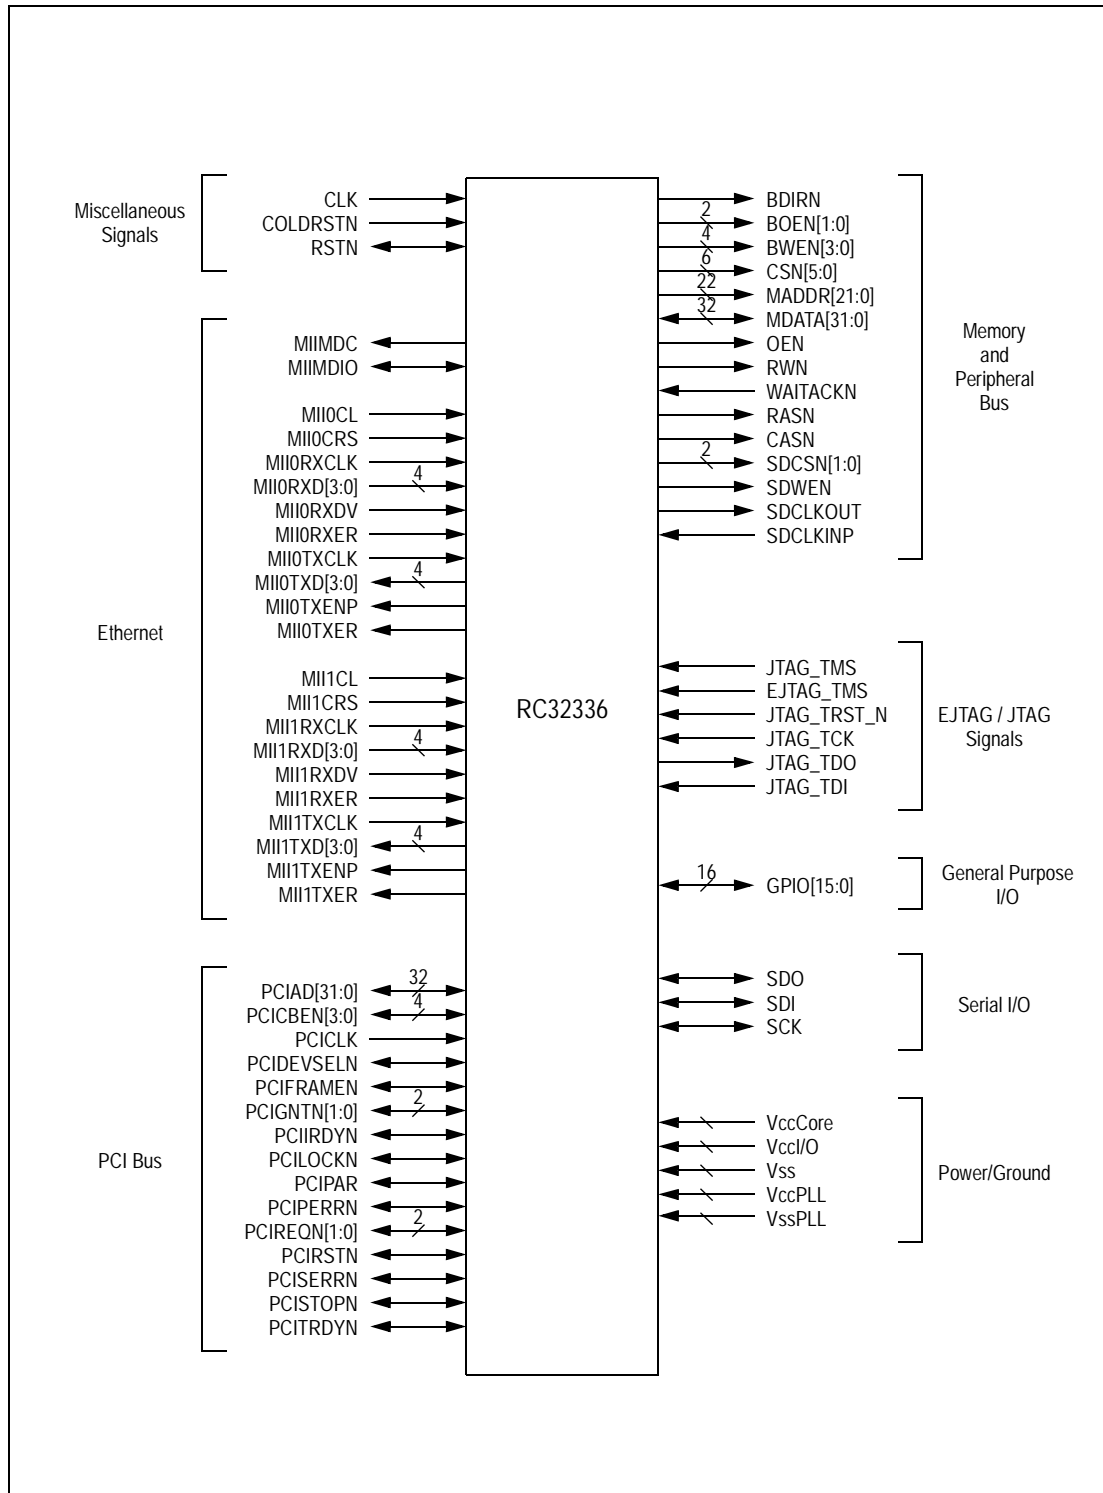 Miscellaneous
Signals
CLK
COLDRSTN
RSTN
Ethernet
MIIMDC
MIIMDIO
MII0CL
MII0CRS
MII0RXCLK
MII0RXD[3:0]
4
MII0RXDV
MII0RXER
MII0TXCLK
MII0TXD[3:0]
4
MII0TXENP
MII0TXER
MII1CL
MII1CRS
MII1RXCLK
MII1RXD[3:0]
4
MII1RXDV
MII1RXER
MII1TXCLK
MII1TXD[3:0]
4
MII1TXENP
MII1TXER
PCI Bus
PCIAD[31:0]
32
PCICBEN[3:0]
4
PCICLK
PCIDEVSELN
PCIFRAMEN
PCIGNTN[1:0]
2
PCIIRDYN
PCILOCKN
PCIPAR
PCIPERRN
PCIREQN[1:0]
2
PCIRSTN
PCISERRN
PCISTOPN
PCITRDYN
RC32336
BDIRN
2
BOEN[1:0]
4
BWEN[3:0]
6
CSN[5:0]
22
MADDR[21:0]
32
MDATA[31:0]
OEN
RWN
WAITACKN
RASN
CASN
2
SDCSN[1:0]
SDWEN
SDCLKOUT
SDCLKINP
Memory
and
Peripheral
Bus
JTAG_TMS
EJTAG_TMS
JTAG_TRST_N
JTAG_TCK
JTAG_TDO
JTAG_TDI
EJTAG / JTAG
Signals
16
GPIO[15:0]
General Purpose
I/O
SDO
SDI
SCK
Serial I/O
VccCore
VccI/O
Vss
VccPLL
VssPLL
Power/Ground